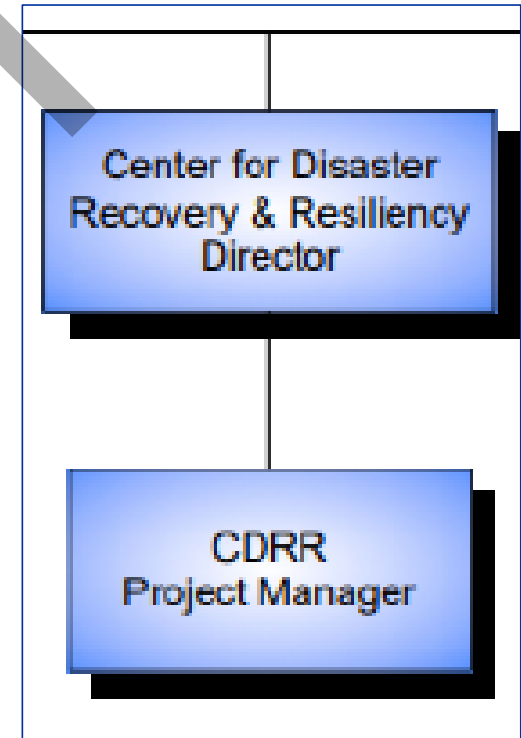 Center for Disaster
Recovery & Resiliency
Director
CDRR
Project Manager